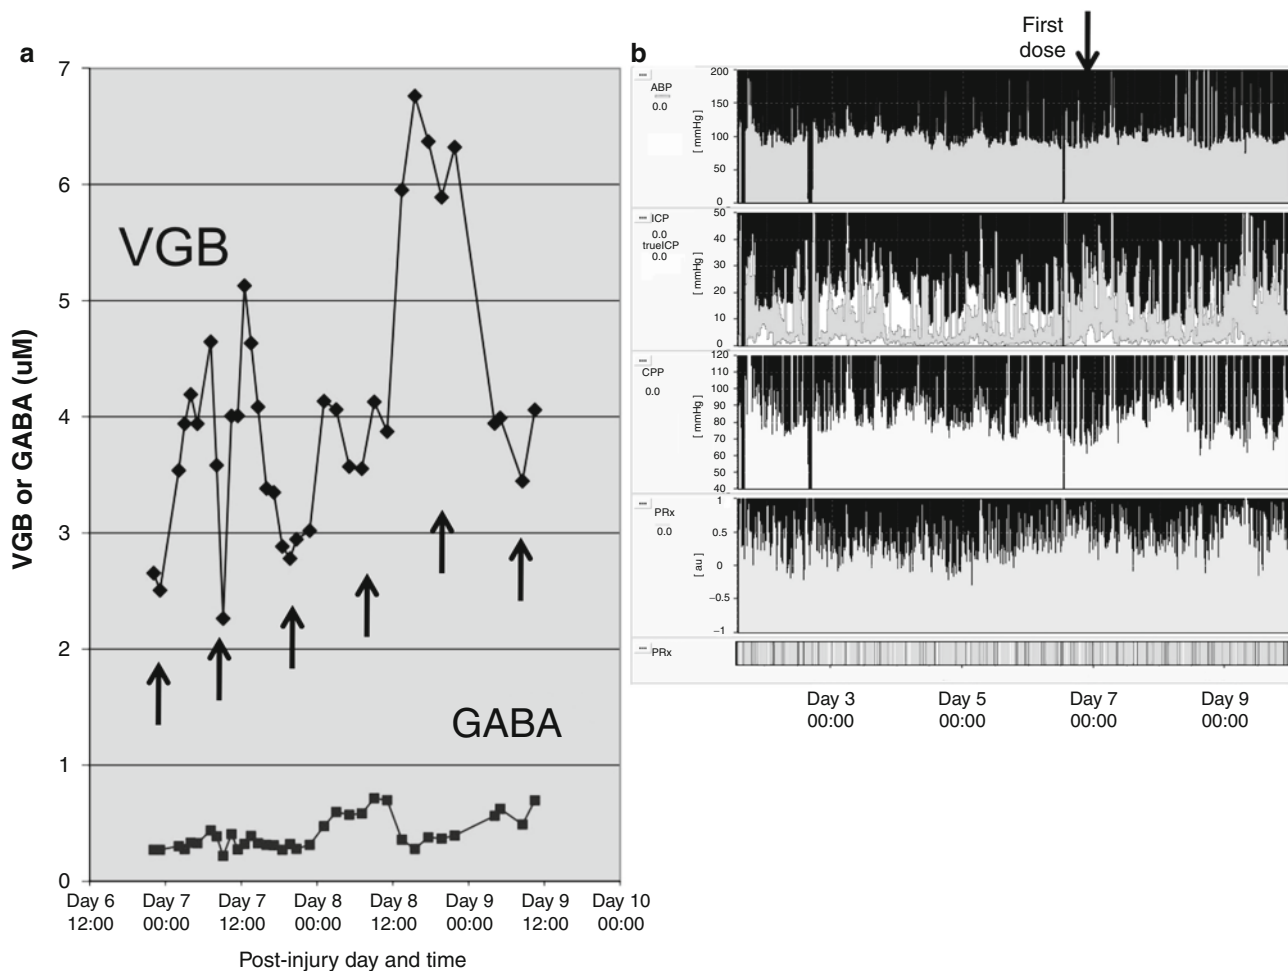 a
7
6
5
4
3
2
1
0
VGB or GABA (uM)
VGB
GABA
Day 6 Day 7 Day 7 Day 8 Day 8 Day 9 Day 9 Day 10
12:00 00:00 12:00 00:00 12:00 00:00 12:00 00:00
Post-injury day and time
b
First
dose
ABP
0.0
[ mmHg ]
200
150
100
50
0
ICP
0.0
trueICP
0.0
[ mmHg ]
50
40
30
20
10
0
CPP
0.0
[ mmHg ]
120
110
100
90
80
70
60
50
40
PRx
0.0
[ au ]
1
0.5
0
−0.5
−1
PRx
Day 3 Day 5 Day 7 Day 9
00:00 00:00 00:00 00:00